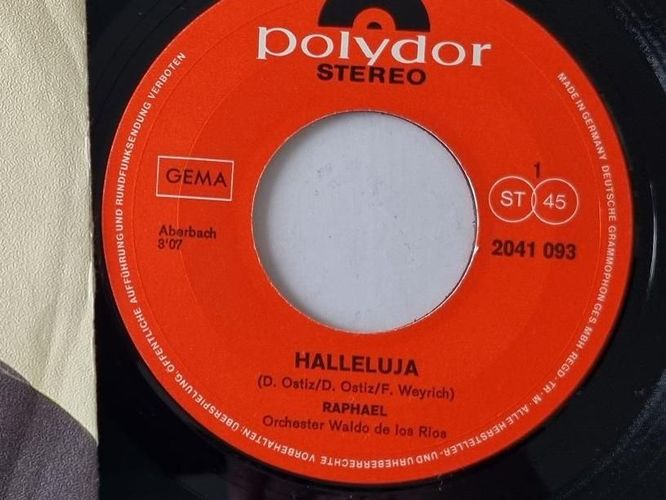 polydor
STEREO
GEMA
Aberbach
3'07
1
ST 45
2041 093
HALLELUJA
(D. Ostiz/D. Ostiz/F. Weyrich)
RAPHAEL
Orchester Waldo de los Rios
MADE IN GERMANY DEUTSCHE GRAMMOPHON GES. MBH · REGD · TR · M · ALLE HERSTELLER- UND URHEBERRECHTE VORBEHALTEN: ÜBERSPIELUNG, ÖFFENTLICHE AUFFÜHRUNG UND RUNDFUNKSENDUNG VERBOTEN